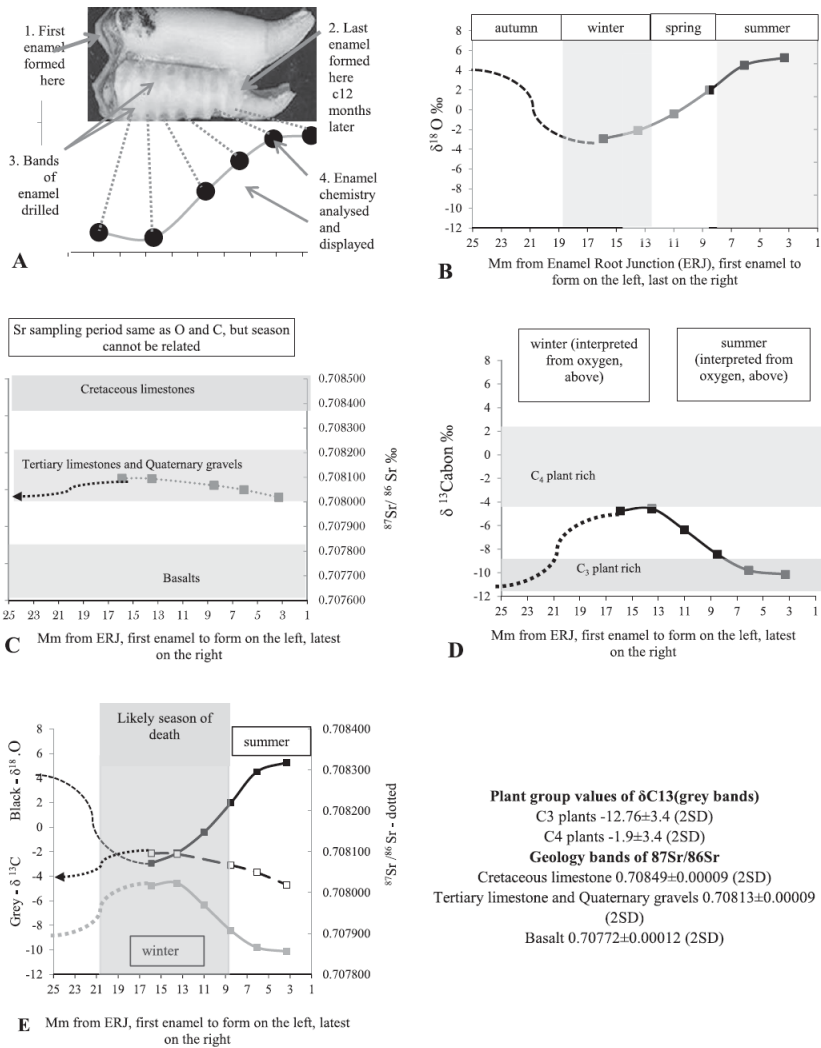 1. First
enamel
formed
here
2. Last
enamel
formed
here
c12
months
later
3. Bands
of
enamel
drilled
4. Enamel
chemistry
analysed
and
displayed
A
autumn winter spring summer
δ18 O ‰
8
6
4
2
0
-2
-4
-6
-8
-10
-12
25 23 21 19 17 15 13 11 9 7 5 3 1
Mm from Enamel Root Junction (ERJ), first enamel to
form on the left, last on the right
B
Sr sampling period same as O and C, but season
cannot be related
Cretaceous limestones
Tertiary limestones and Quaternary gravels
Basalts
0.708500
0.708400
0.708300
0.708200
0.708100
0.708000
0.707900
0.707800
0.707700
0.707600
87Sr/ 86 Sr ‰
25 23 21 19 17 15 13 11 9 7 5 3 1
Mm from ERJ, first enamel to form on the left, latest
on the right
C
winter (interpreted
from oxygen,
above)
summer
(interpreted from
oxygen, above)
δ 13Cabon ‰
8
6
4
2
0
-2
-4
-6
-8
-10
-12
C4 plant rich
C3 plant rich
25 23 21 19 17 15 13 11 9 7 5 3 1
Mm from ERJ, first enamel to form on the left, latest
on the right
D
Likely season of
death
summer
winter
Grey - δ 13C Black - δ18 .O
8
6
4
2
0
-2
-4
-6
-8
-10
-12
0.708400
0.708300
0.708200
0.708100
0.708000
0.707900
0.707800
87Sr /86 Sr - dotted
25 23 21 19 17 15 13 11 9 7 5 3 1
Mm from ERJ, first enamel to form on the left, latest
on the right
E
Plant group values of δC13(grey bands)
C3 plants -12.76±3.4 (2SD)
C4 plants -1.9±3.4 (2SD)
Geology bands of 87Sr/86Sr
Cretaceous limestone 0.70849±0.00009 (2SD)
Tertiary limestone and Quaternary gravels 0.70813±0.00009
(2SD)
Basalt 0.70772±0.00012 (2SD)